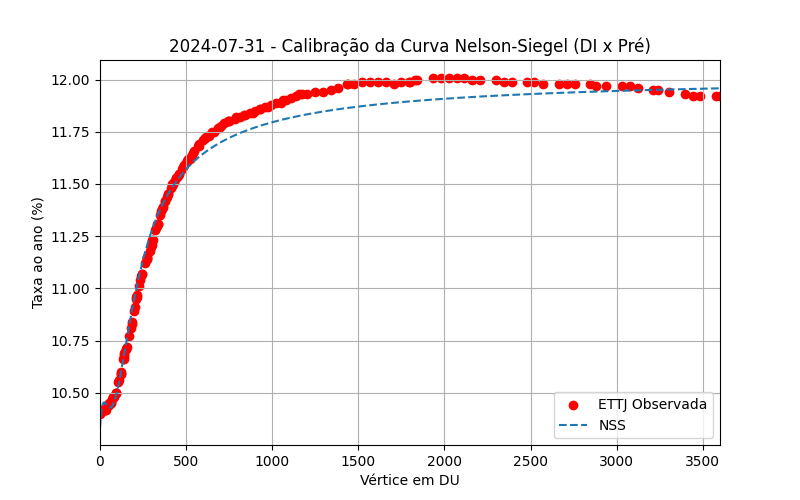 2024-07-31 - Calibração da Curva Nelson-Siegel (DI x Pré)
12.00
11.75
11.50
11.25
11.00
10.75
10.50
Taxa ao ano (%)
ETTJ Observada
NSS
0 500 1000 1500 2000 2500 3000 3500
Vértice em DU